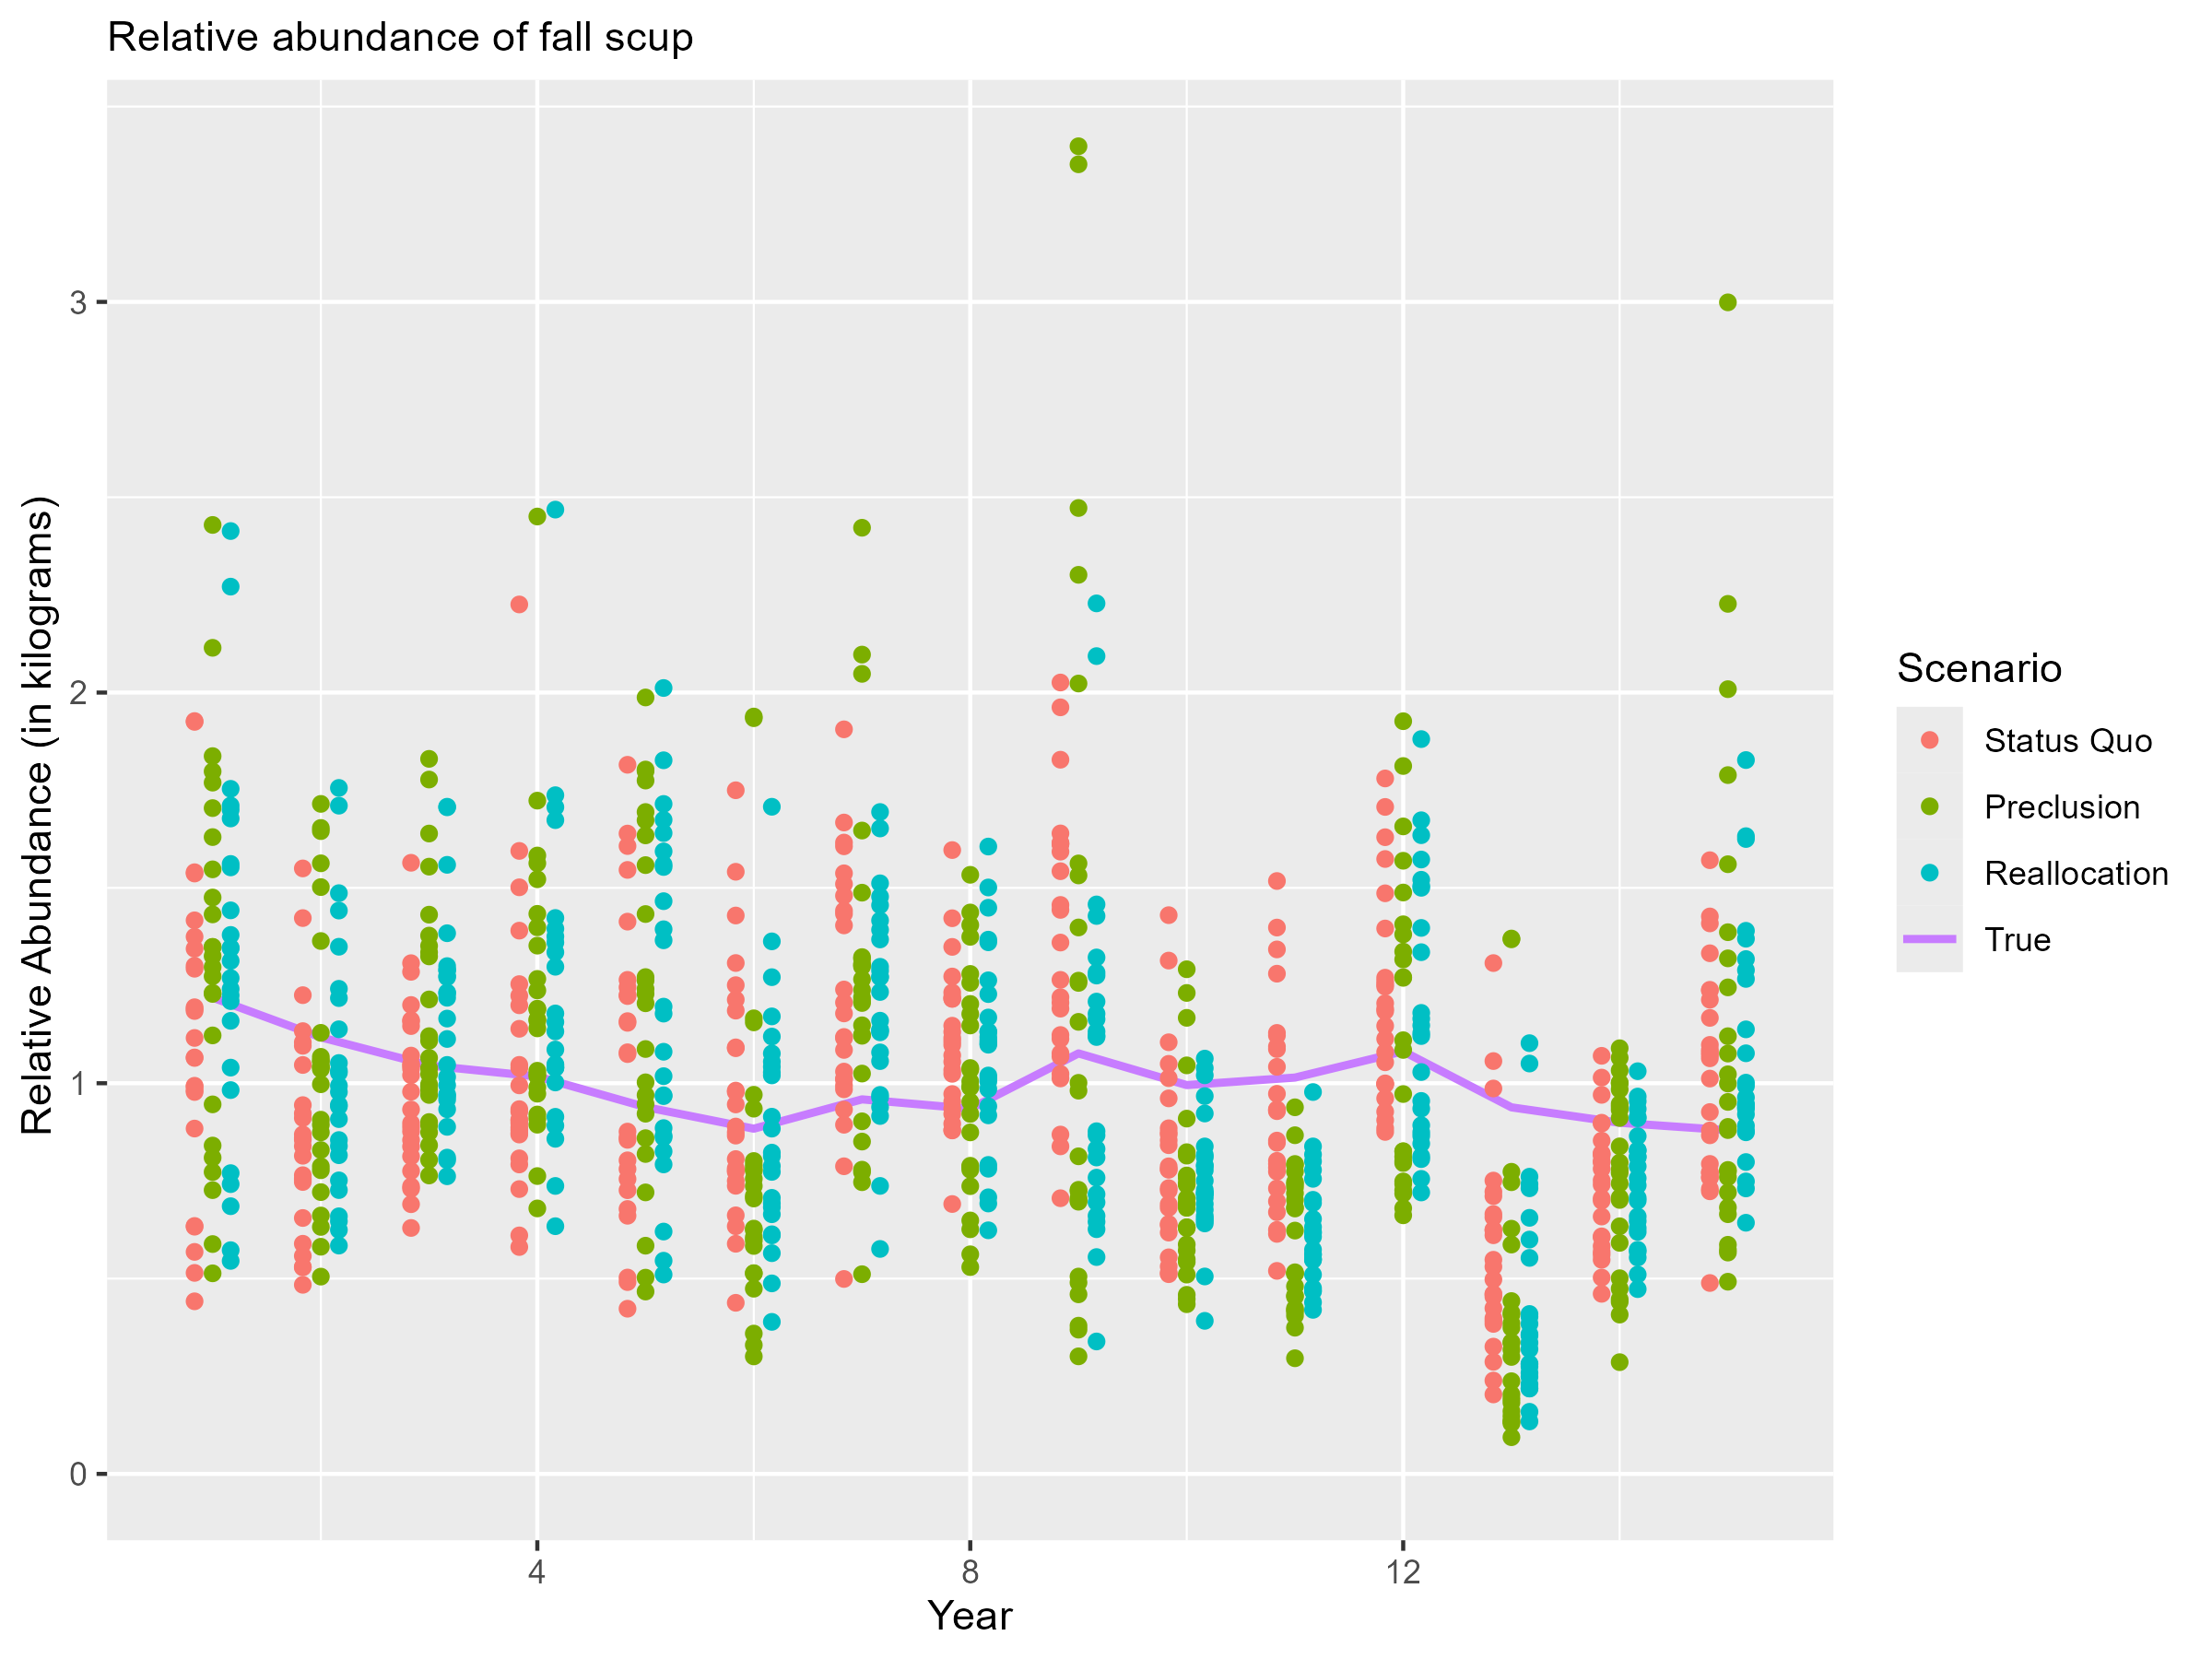 Relative abundance of fall scup
Relative Abundance (in kilograms)
3
2
1
0
4
8
12
Year
Scenario
Status Quo
Preclusion
Reallocation
True